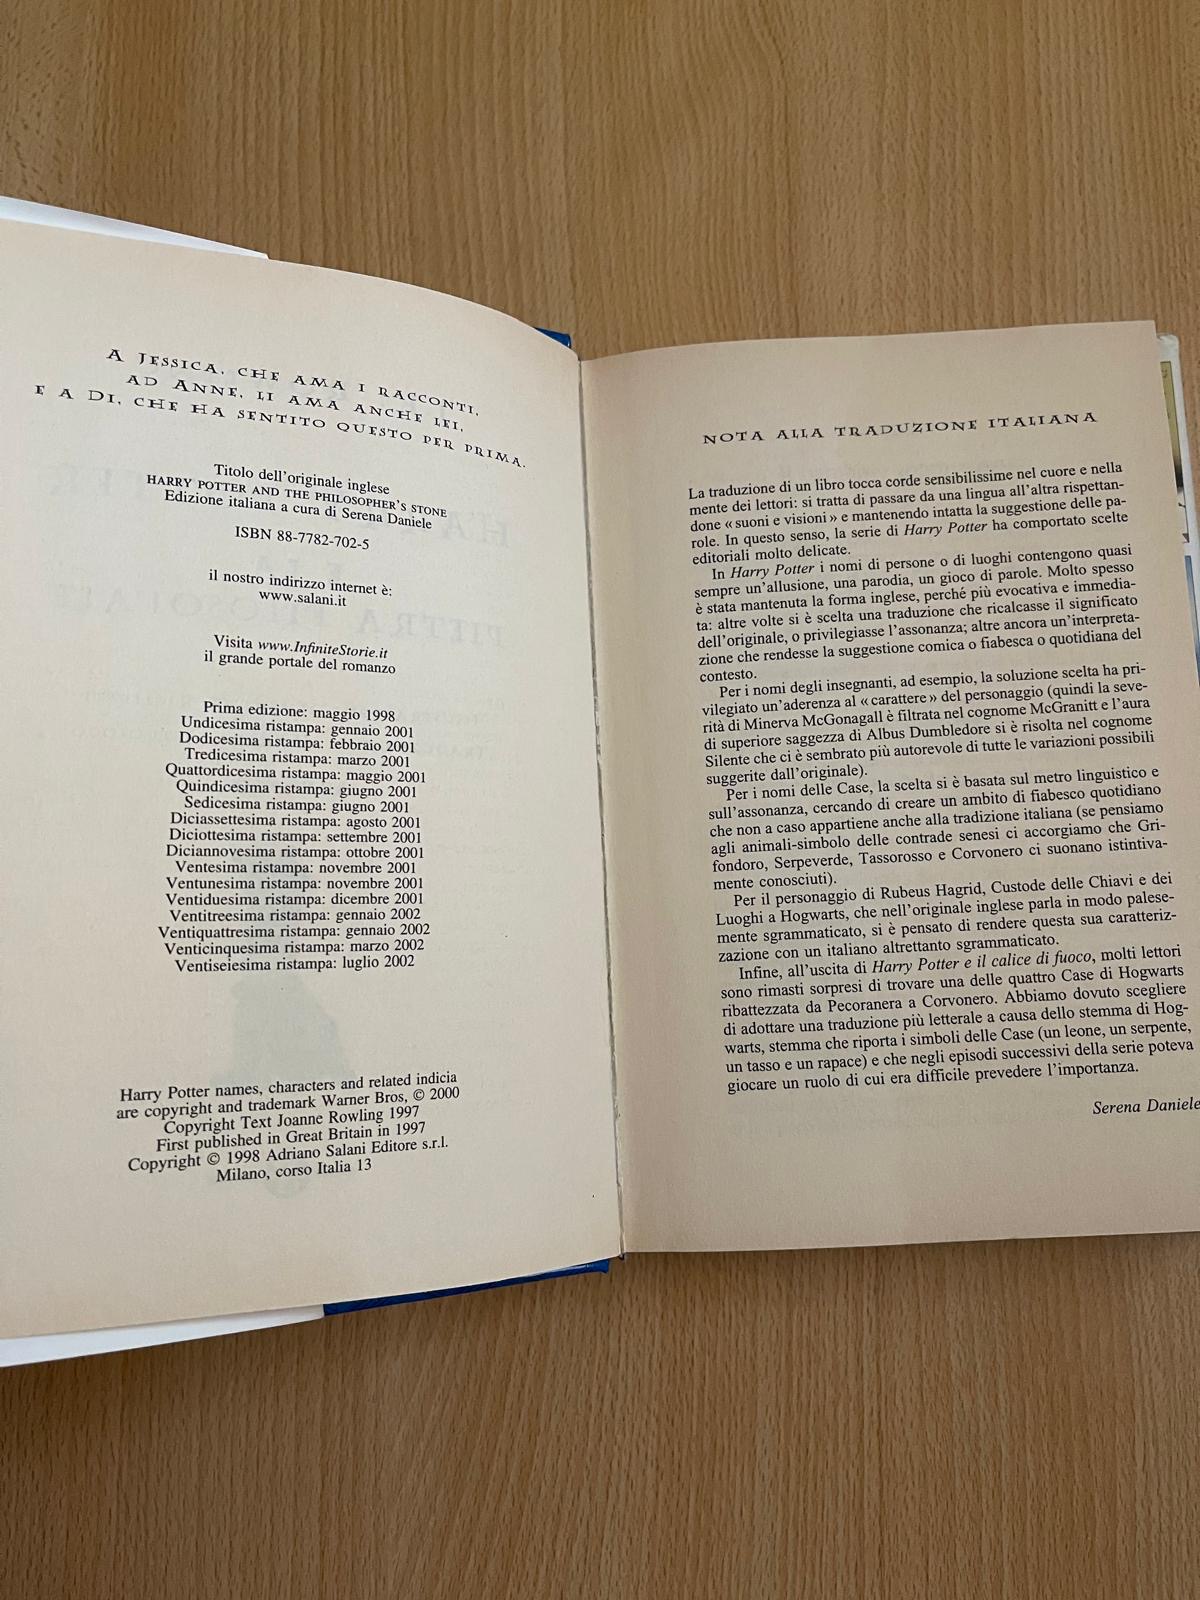 A JESSICA, CHE AMA I RACCONTI,
AD ANNE, LI AMA ANCHE LEI,
E A DI, CHE HA SENTITO QUESTO PER PRIMA.
Titolo dell'originale inglese
HARRY POTTER AND THE PHILOSOPHER'S STONE
Edizione italiana a cura di Serena Daniele
ISBN 88-7782-702-5
il nostro indirizzo internet è:
www.salani.it
Visita www.InfiniteStorie.it
il grande portale del romanzo
Prima edizione: maggio 1998
Undicesima ristampa: gennaio 2001
Dodicesima ristampa: febbraio 2001
Tredicesima ristampa: marzo 2001
Quattordicesima ristampa: maggio 2001
Quindicesima ristampa: giugno 2001
Sedicesima ristampa: giugno 2001
Diciassettesima ristampa: agosto 2001
Diciottesima ristampa: settembre 2001
Diciannovesima ristampa: ottobre 2001
Ventesima ristampa: novembre 2001
Ventunesima ristampa: novembre 2001
Ventiduesima ristampa: dicembre 2001
Ventitreesima ristampa: gennaio 2002
Ventiquattresima ristampa: gennaio 2002
Venticinquesima ristampa: marzo 2002
Ventiseiesima ristampa: luglio 2002
Harry Potter names, characters and related indicia
are copyright and trademark Warner Bros, © 2000
Copyright Text Joanne Rowling 1997
First published in Great Britain in 1997
Copyright © 1998 Adriano Salani Editore s.r.l.
Milano, corso Italia 13
NOTA ALLA TRADUZIONE ITALIANA
La traduzione di un libro tocca corde sensibilissime nel cuore e nella
mente dei lettori: si tratta di passare da una lingua all'altra rispettan-
done «suoni e visioni» e mantenendo intatta la suggestione delle pa-
role. In questo senso, la serie di Harry Potter ha comportato scelte
editoriali molto delicate.
In Harry Potter i nomi di persone o di luoghi contengono quasi
sempre un'allusione, una parodia, un gioco di parole. Molto spesso
è stata mantenuta la forma inglese, perché più evocativa e immedia-
ta: altre volte si è scelta una traduzione che ricalcasse il significato
dell'originale, o privilegiasse l'assonanza; altre ancora un'interpreta-
zione che rendesse la suggestione comica o fiabesca o quotidiana del
contesto.
Per i nomi degli insegnanti, ad esempio, la soluzione scelta ha pri-
vilegiato un'aderenza al «carattere» del personaggio (quindi la seve-
rità di Minerva McGonagall è filtrata nel cognome McGranitt e l'aura
di superiore saggezza di Albus Dumbledore si è risolta nel cognome
Silente che ci è sembrato più autorevole di tutte le variazioni possibili
suggerite dall'originale).
Per i nomi delle Case, la scelta si è basata sul metro linguistico e
sull'assonanza, cercando di creare un ambito di fiabesco quotidiano
che non a caso appartiene anche alla tradizione italiana (se pensiamo
agli animali-simbolo delle contrade senesi ci accorgiamo che Gri-
fondoro, Serpeverde, Tassorosso e Corvonero ci suonano istintiva-
mente conosciuti).
Per il personaggio di Rubeus Hagrid, Custode delle Chiavi e dei
Luoghi a Hogwarts, che nell'originale inglese parla in modo palese-
mente sgrammaticato, si è pensato di rendere questa sua caratteriz-
zazione con un italiano altrettanto sgrammaticato.
Infine, all'uscita di Harry Potter e il calice di fuoco, molti lettori
sono rimasti sorpresi di trovare una delle quattro Case di Hogwarts
ribattezzata da Pecoranera a Corvonero. Abbiamo dovuto scegliere
di adottare una traduzione più letterale a causa dello stemma di Hog-
warts, stemma che riporta i simboli delle Case (un leone, un serpente,
un tasso e un rapace) e che negli episodi successivi della serie poteva
giocare un ruolo di cui era difficile prevedere l'importanza.
Serena Daniele